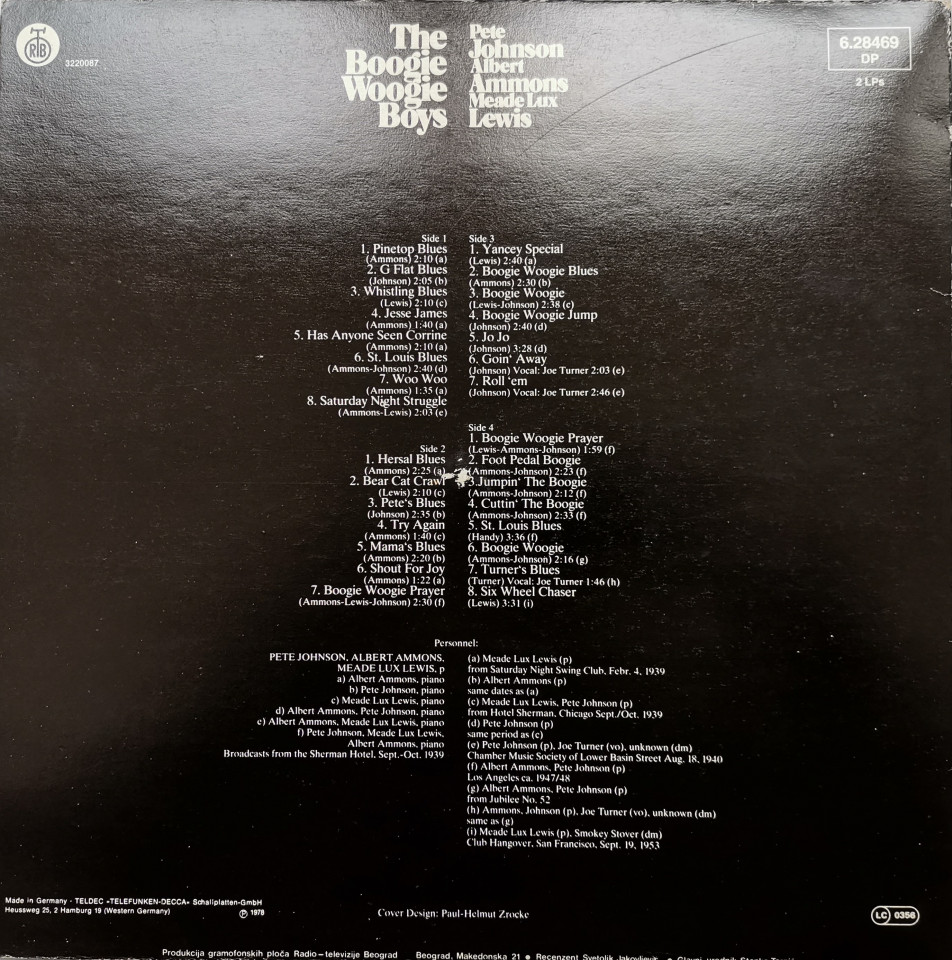 RTB
3220087
The
Boogie
Woogie
Boys
Pete
Johnson
Albert
Ammons
Meade Lux
Lewis
6.28469
DP
2 LPs
Side 1
1. Pinetop Blues
(Ammons) 2:10 (a)
2. G Flat Blues
(Johnson) 2:05 (b)
3. Whistling Blues
(Lewis) 2:10 (c)
4. Jesse James
(Ammons) 1:40 (a)
5. Has Anyone Seen Corrine
(Ammons) 2:10 (a)
6. St. Louis Blues
(Ammons-Johnson) 2:40 (d)
7. Woo Woo
(Ammons) 1:35 (a)
8. Saturday Night Struggle
(Ammons-Lewis) 2:03 (e)
Side 2
1. Hersal Blues
(Ammons) 2:25 (a)
2. Bear Cat Crawl
(Lewis) 2:10 (c)
3. Pete's Blues
(Johnson) 2:35 (b)
4. Try Again
(Ammons) 1:40 (c)
5. Mama's Blues
(Ammons) 2:20 (b)
6. Shout For Joy
(Ammons) 1:22 (a)
7. Boogie Woogie Prayer
(Ammons-Lewis-Johnson) 2:30 (f)
Side 3
1. Yancey Special
(Lewis) 2:40 (a)
2. Boogie Woogie Blues
(Ammons) 2:30 (b)
3. Boogie Woogie
(Lewis-Johnson) 2:38 (c)
4. Boogie Woogie Jump
(Johnson) 2:40 (d)
5. Jo Jo
(Johnson) 3:28 (d)
6. Goin' Away
(Johnson) Vocal: Joe Turner 2:03 (e)
7. Roll 'em
(Johnson) Vocal: Joe Turner 2:46 (e)
Side 4
1. Boogie Woogie Prayer
(Lewis-Ammons-Johnson) 1:59 (f)
2. Foot Pedal Boogie
(Ammons-Johnson) 2:23 (f)
3. Jumpin' The Boogie
(Ammons-Johnson) 2:12 (f)
4. Cuttin' The Boogie
(Ammons-Johnson) 2:33 (f)
5. St. Louis Blues
(Handy) 3:36 (f)
6. Boogie Woogie
(Ammons-Johnson) 2:16 (g)
7. Turner's Blues
(Turner) Vocal: Joe Turner 1:46 (h)
8. Six Wheel Chaser
(Lewis) 3:31 (i)
Personnel:
PETE JOHNSON, ALBERT AMMONS,
MEADE LUX LEWIS, p
a) Albert Ammons, piano
b) Pete Johnson, piano
c) Meade Lux Lewis, piano
d) Albert Ammons, Pete Johnson, piano
e) Albert Ammons, Meade Lux Lewis, piano
f) Pete Johnson, Meade Lux Lewis,
Albert Ammons, piano
Broadcasts from the Sherman Hotel, Sept.-Oct. 1939
(a) Meade Lux Lewis (p)
from Saturday Night Swing Club, Febr. 4, 1939
(b) Albert Ammons (p)
same dates as (a)
(c) Meade Lux Lewis, Pete Johnson (p)
from Hotel Sherman, Chicago Sept./Oct. 1939
(d) Pete Johnson (p)
same period as (c)
(e) Pete Johnson (p), Joe Turner (vo), unknown (dm)
Chamber Music Society of Lower Basin Street Aug. 18, 1940
(f) Albert Ammons, Pete Johnson (p)
Los Angeles ca. 1947/48
(g) Albert Ammons, Pete Johnson (p)
from Jubilee No. 52
(h) Ammons, Johnson (p), Joe Turner (vo), unknown (dm)
same as (g)
(i) Meade Lux Lewis (p), Smokey Stover (dm)
Club Hangover, San Francisco, Sept. 19, 1953
Made in Germany · TELDEC »TELEFUNKEN-DECCA« Schallplatten-GmbH
Heussweg 25, 2 Hamburg 19 (Western Germany) Ⓟ 1978
Cover Design: Paul-Helmut Zrocke
LC 0356
Produkcija gramofonskih ploča Radio-televizije Beograd Beograd, Makedonska 21 ● Recenzent Svetolik Jakovljević ● Glavni urednik